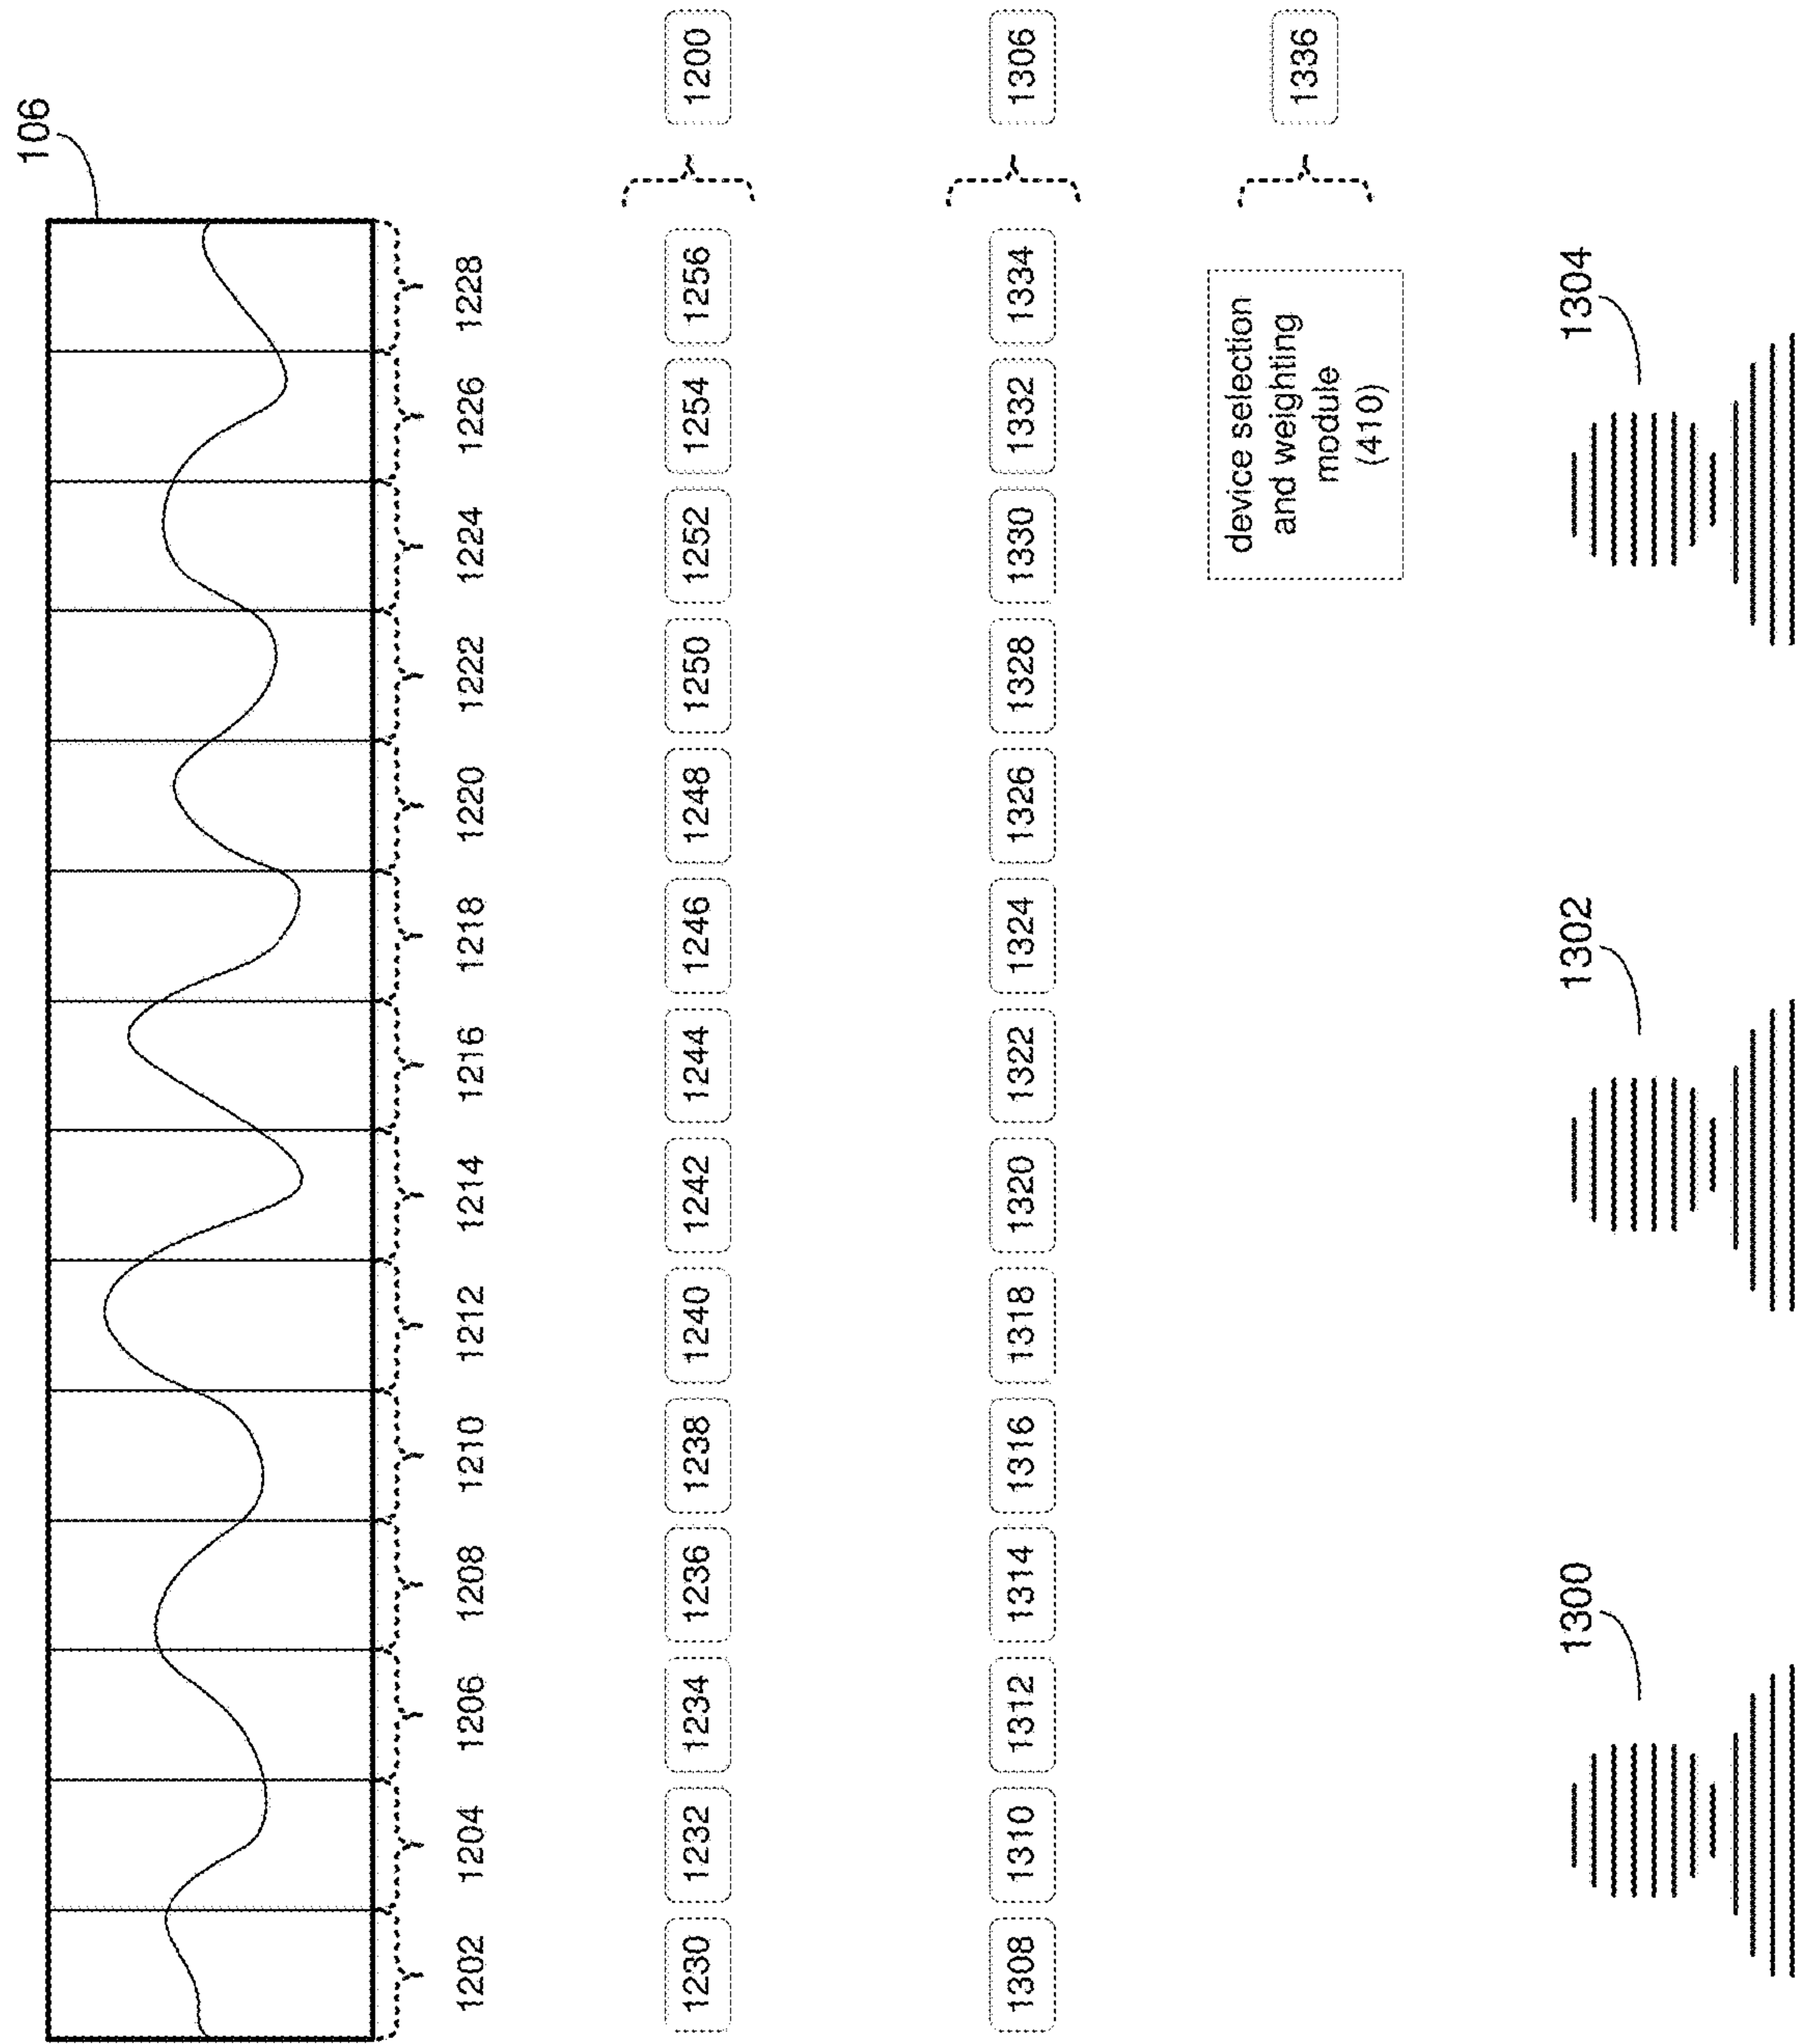 106
1202 1204 1206 1208 1210 1212 1214 1216 1218 1220 1222 1224 1226 1228
1230 1232 1234 1236 1238 1240 1242 1244 1246 1248 1250 1252 1254 1256 1200
1308 1310 1312 1314 1316 1318 1320 1322 1324 1326 1328 1330 1332 1334 1306
device selection
and weighting
module
(410)
1336
1300 1302 1304